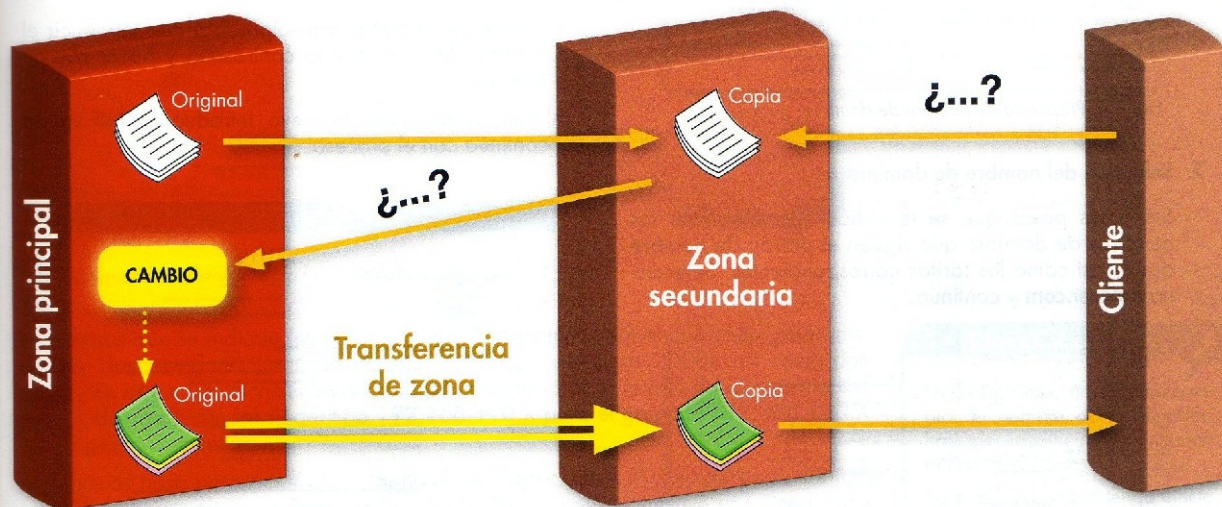 Zona principal
Original
¿...?
CAMBIO
Original
Transferencia
de zona
Copia
Zona
secundaria
Copia
¿...?
Cliente